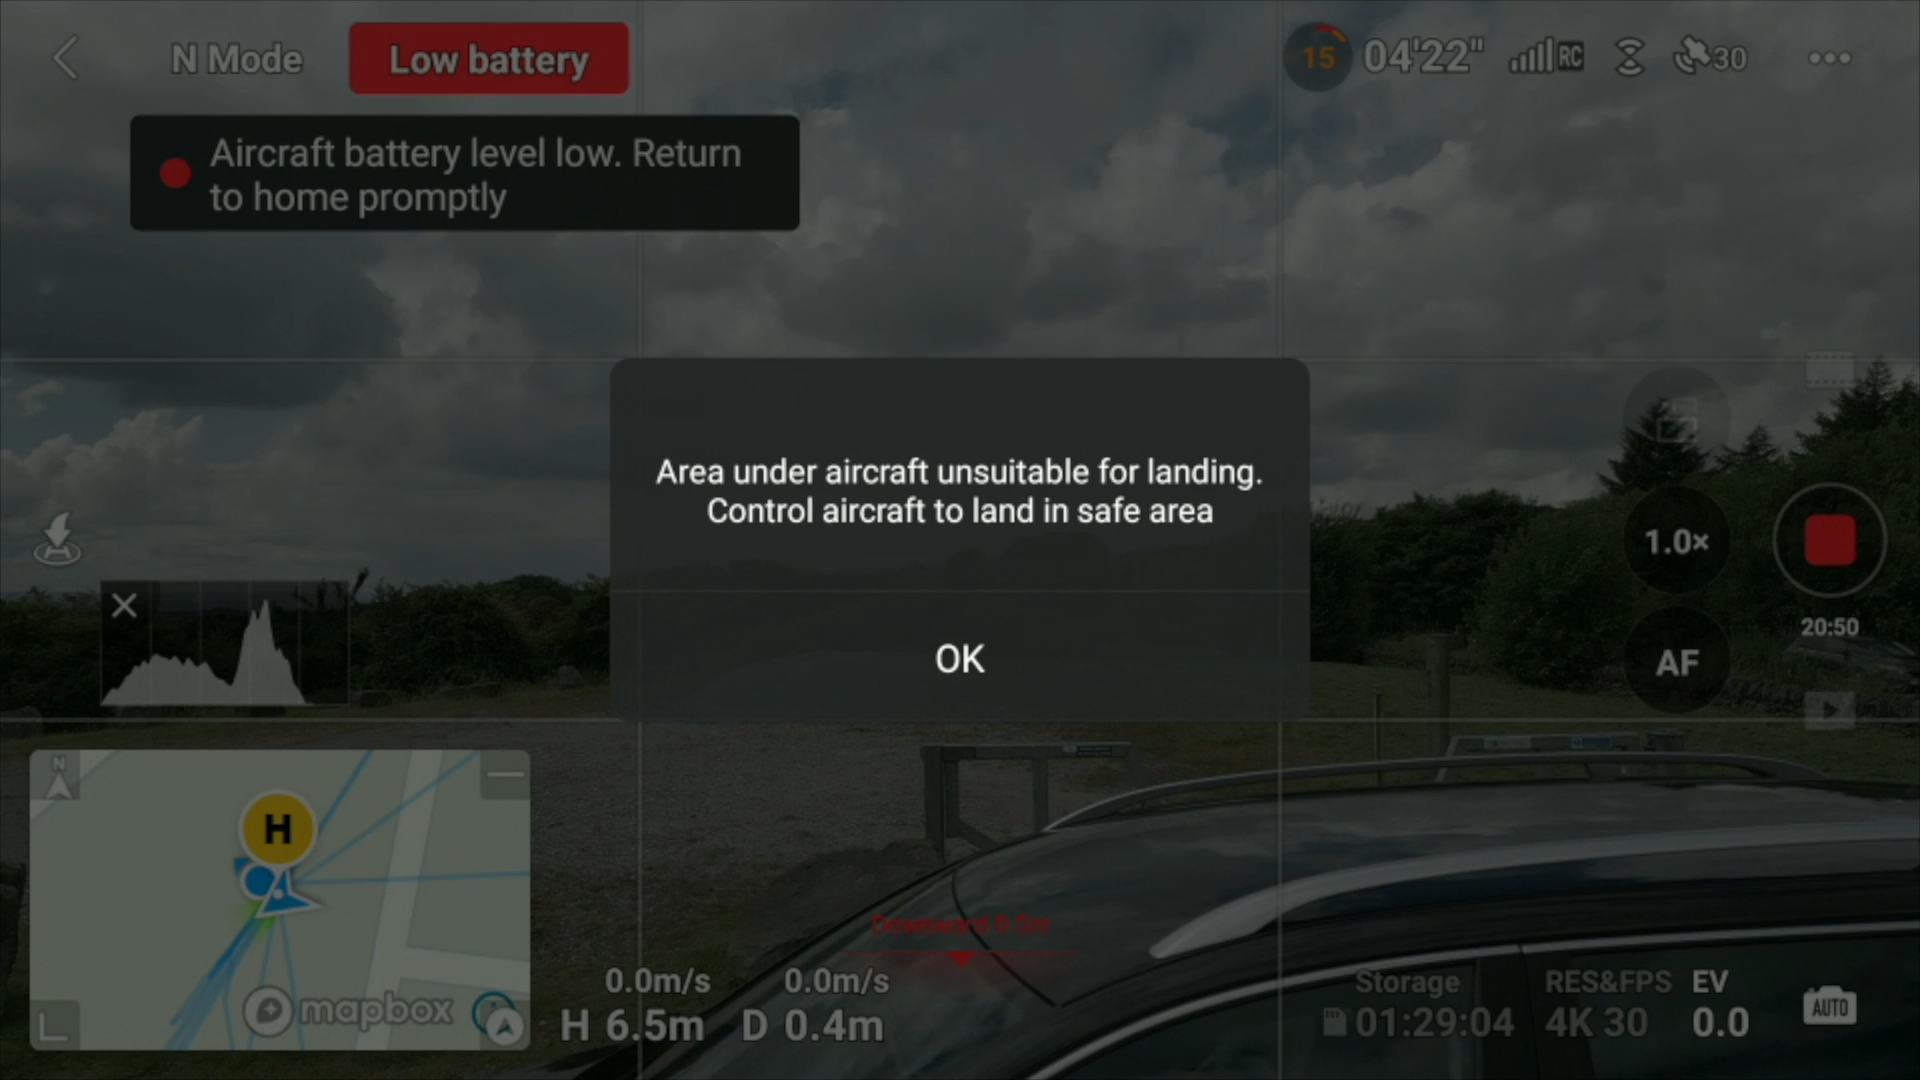 N Mode
Low battery
15
04'22"
RC
30
Aircraft battery level low. Return
to home promptly
Area under aircraft unsuitable for landing.
Control aircraft to land in safe area
OK
1.0×
20:50
AF
N
H
mapbox
0.0m/s
0.0m/s
H 6.5m
D 0.4m
Storage
01:29:04
RES&FPS
4K 30
EV
0.0
AUTO